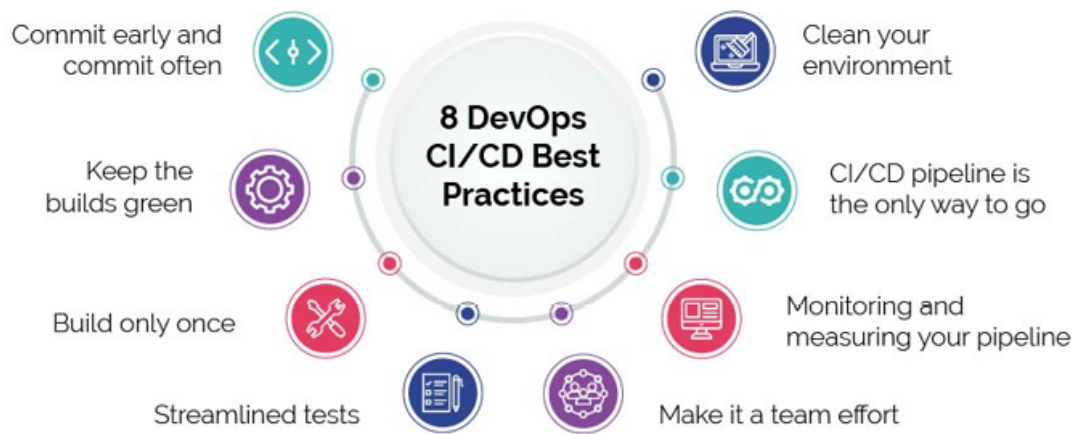 8 DevOps
CI/CD Best
Practices
Commit early and
commit often
Keep the
builds green
Build only once
Streamlined tests
Make it a team effort
Monitoring and
measuring your pipeline
CI/CD pipeline is
the only way to go
Clean your
environment